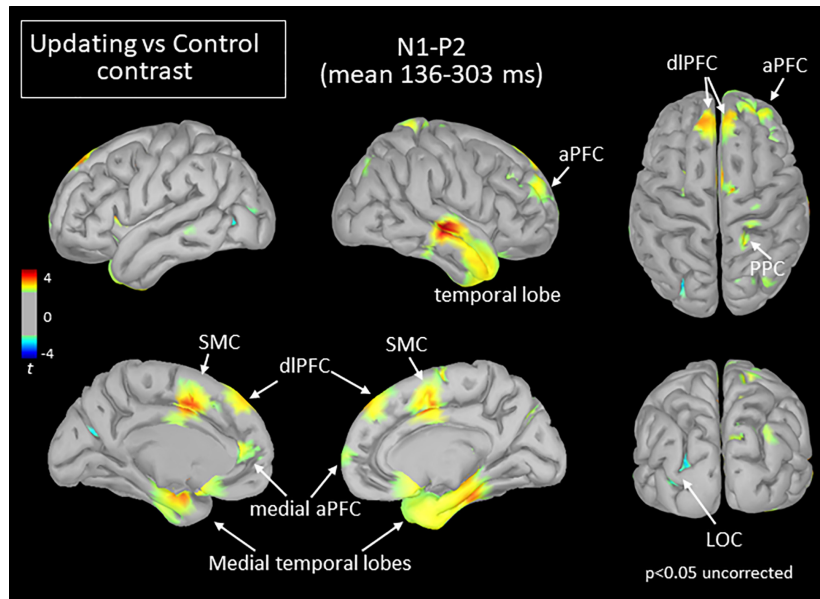 Updating vs Control
contrast
N1-P2
(mean 136-303 ms)
dlPFC
aPFC
aPFC
PPC
temporal lobe
4
0
-4
t
SMC
dlPFC
SMC
medial aPFC
Medial temporal lobes
LOC
p<0.05 uncorrected